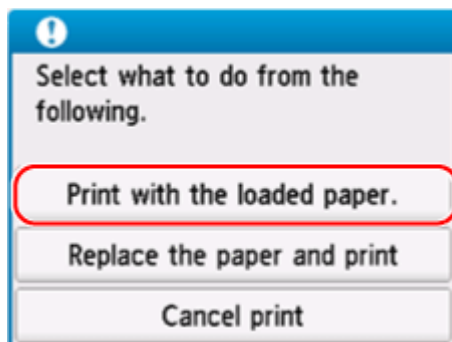 Select what to do from the
following.
Print with the loaded paper.
Replace the paper and print
Cancel print